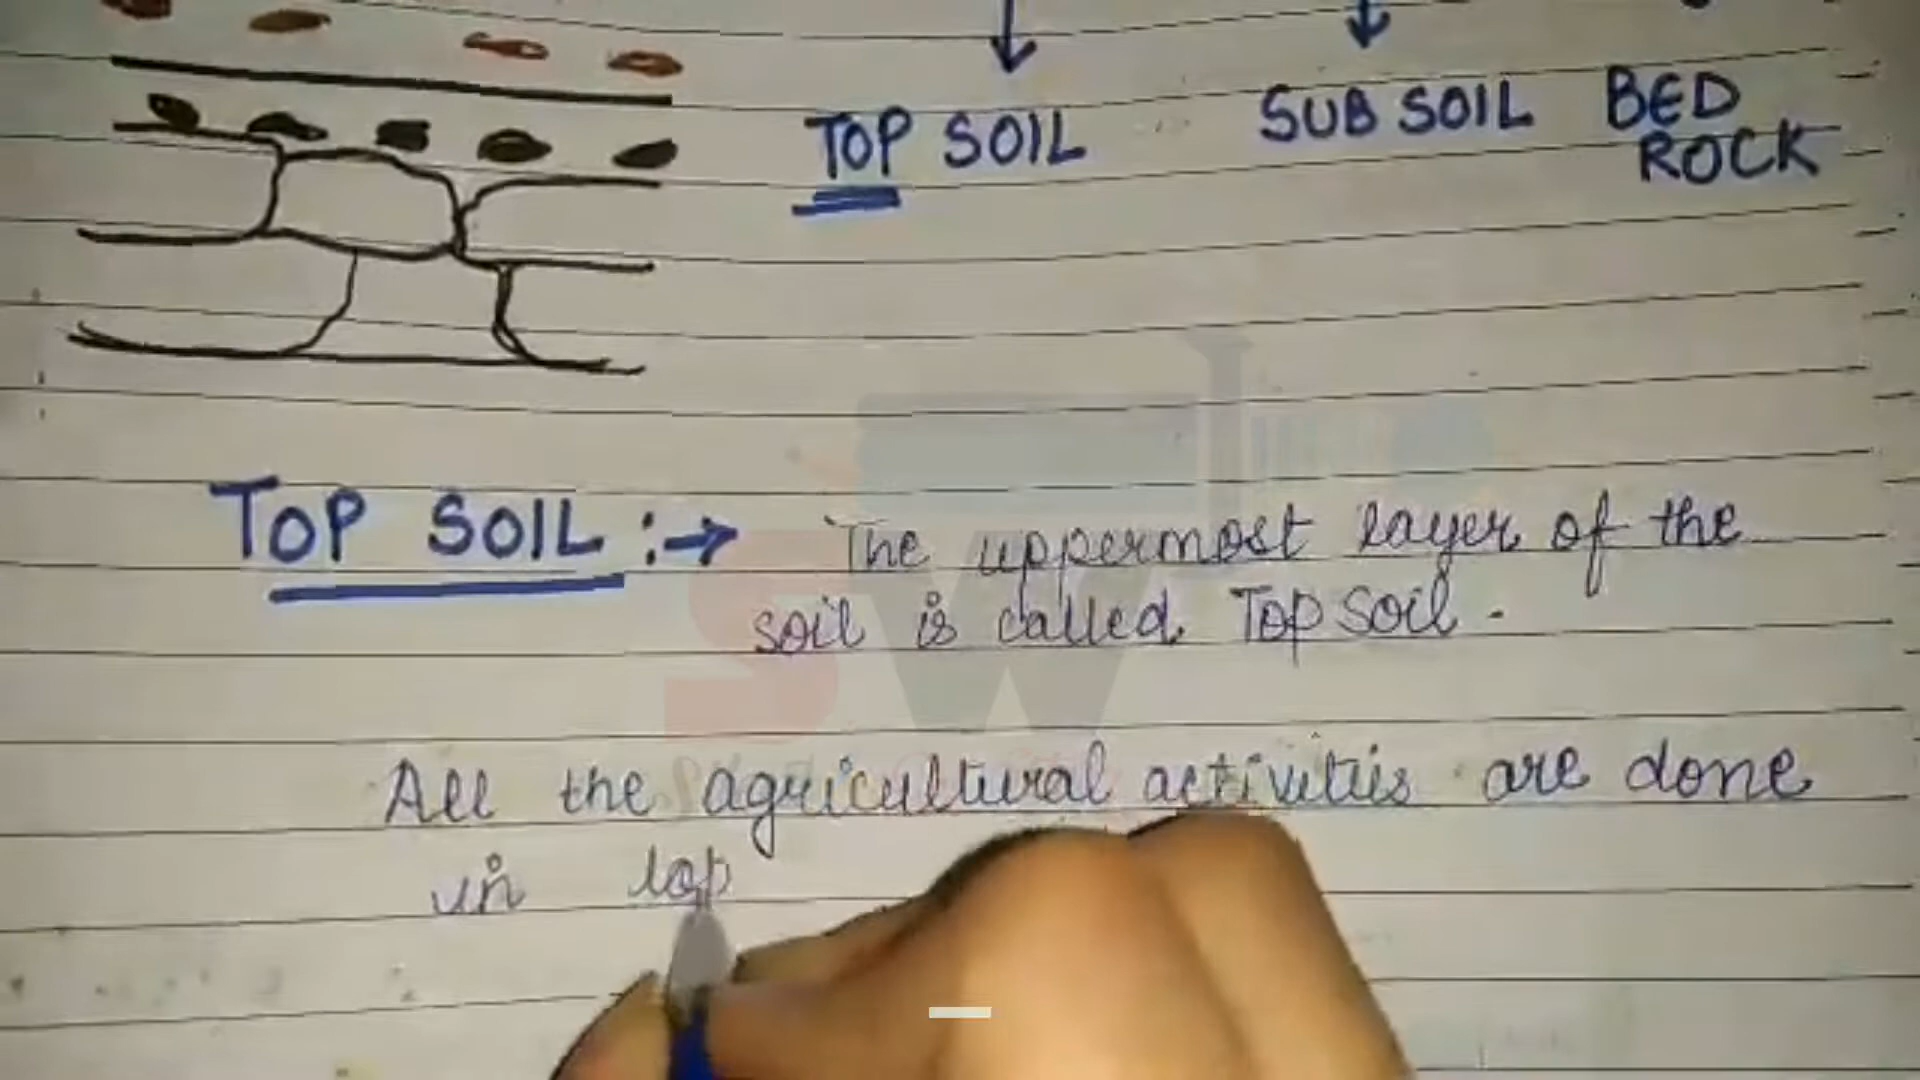 TOP SOIL SUB SOIL BED
ROCK
TOP SOIL :→ The uppermost layer of the
soil is called Top Soil.
All the agricultural activities are done
in top
SW